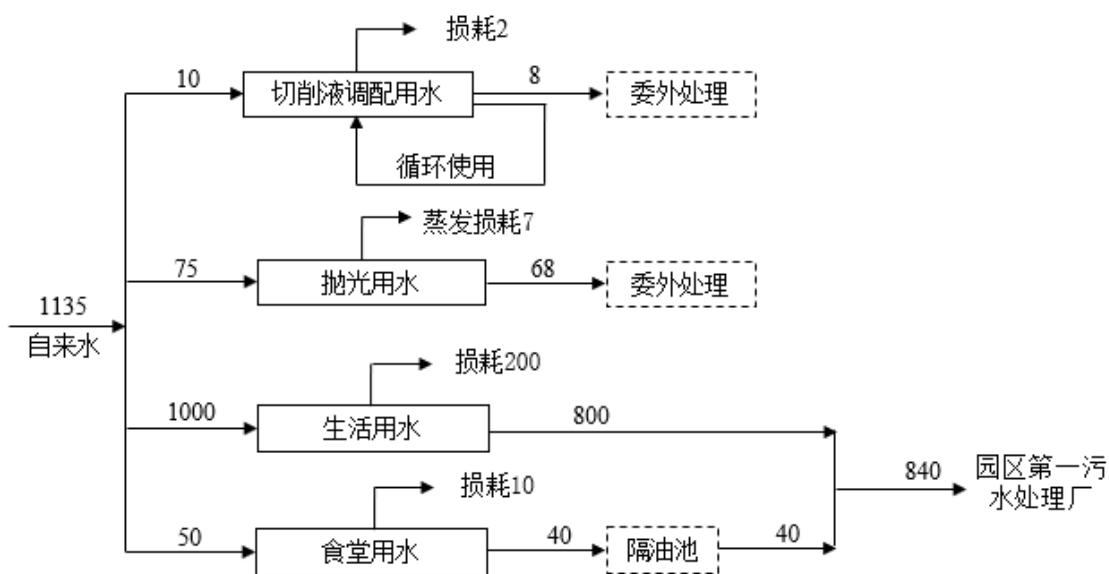 损耗2
10
切削液调配用水
8
委外处理
循环使用
蒸发损耗7
75
抛光用水
68
委外处理
1135
自来水
损耗200
1000
生活用水
800
840
园区第一污
水处理厂
损耗10
50
食堂用水
40
隔油池
40